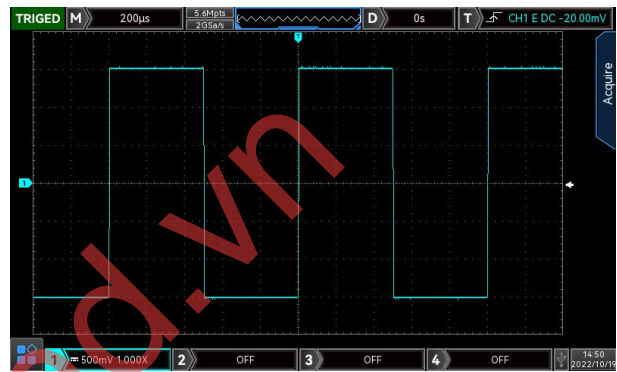 TRIGED M 200µs 5.6Mpts 2GSa/s D 0s T CH1 E DC -20.00mV
T
Acquire
1
d.vn
1 500mV 1.000X 2 OFF 3 OFF 4 OFF 14:50 2022/10/19